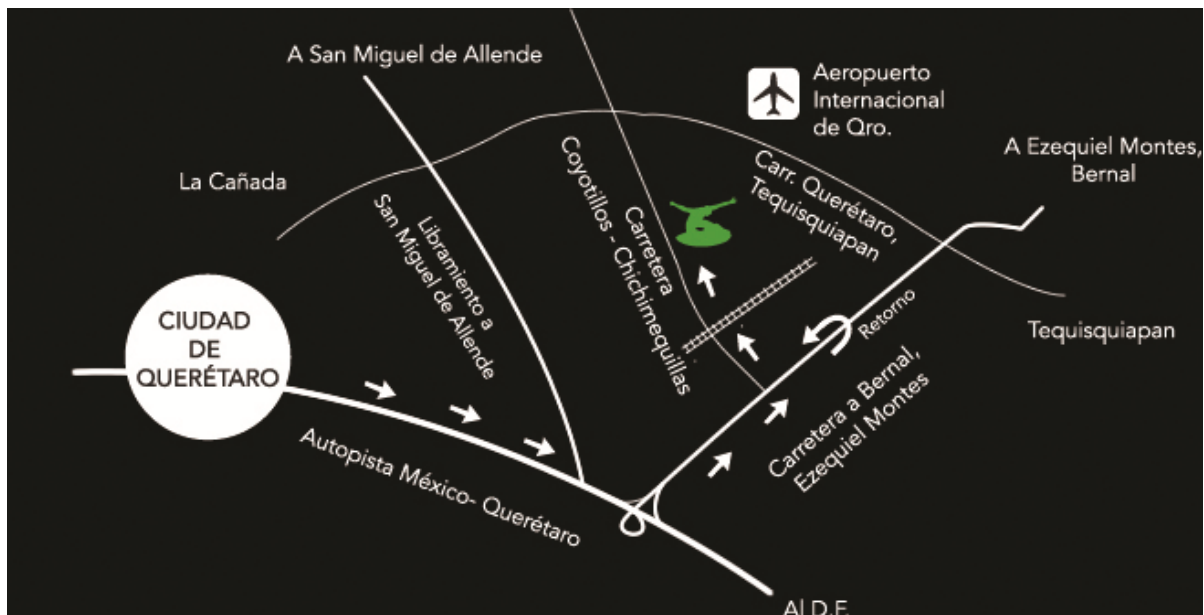 A San Miguel de Allende
Aeropuerto
Internacional
de Qro.
A Ezequiel Montes,
Bernal
La Cañada
Libramiento a
San Miguel de Allende
Carretera
Coyotillos - Chichimequillas
Carr. Querétaro,
Tequisquiapan
CIUDAD
DE
QUERÉTARO
Retorno
Tequisquiapan
Carretera a Bernal,
Ezequiel Montes
Autopista México- Querétaro
Al D.F.